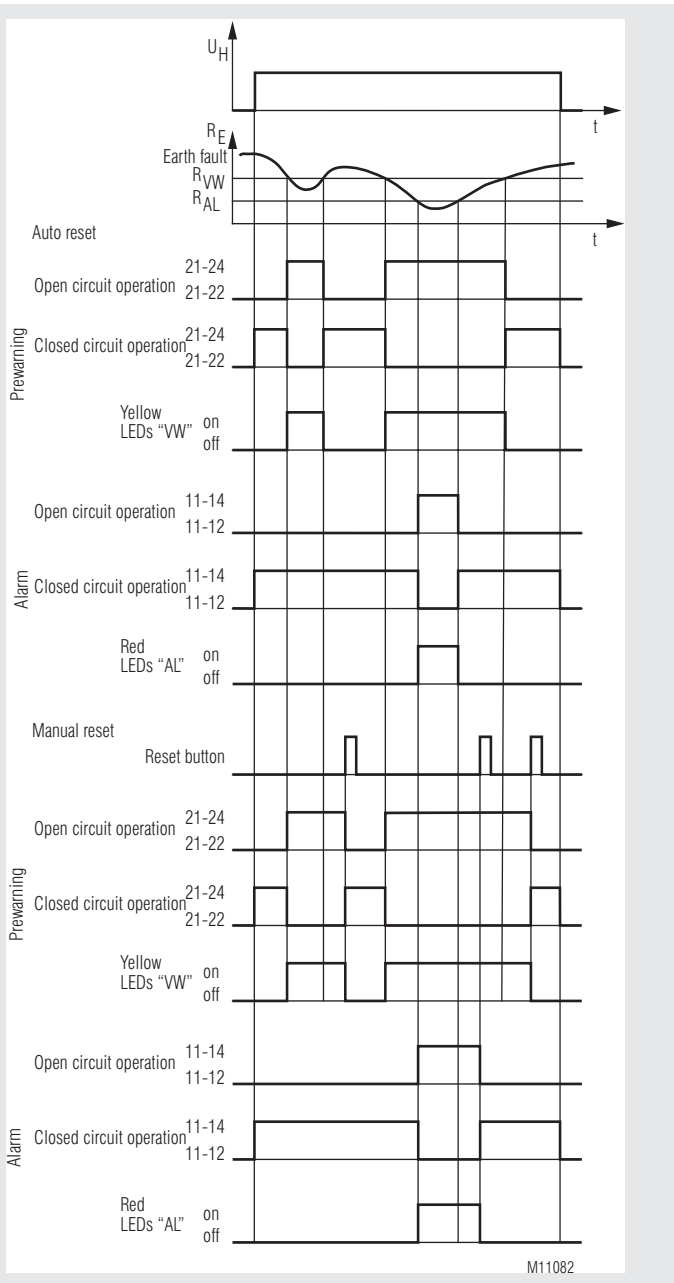 UH
t
RE
Earth fault
RVW
RAL
t
Auto reset
Prewarning
21-24
Open circuit operation
21-22
21-24
Closed circuit operation
21-22
Yellow
LEDs “VW” on
off
Alarm
11-14
Open circuit operation
11-12
11-14
Closed circuit operation
11-12
Red
LEDs “AL” on
off
Manual reset
Reset button
Prewarning
21-24
Open circuit operation
21-22
21-24
Closed circuit operation
21-22
Yellow
LEDs “VW” on
off
Alarm
11-14
Open circuit operation
11-12
11-14
Closed circuit operation
11-12
Red
LEDs “AL” on
off
M11082